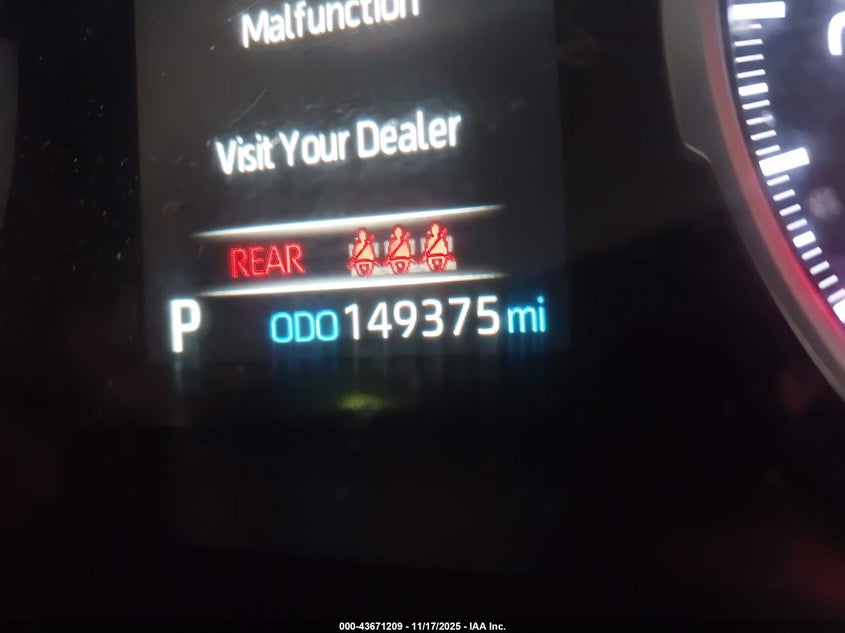 Malfunction
Visit Your Dealer
REAR
P ODO 149375 mi
000-43671209 - 11/17/2025 - IAA Inc.